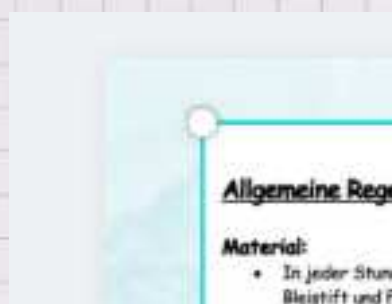 Allgemeine Rege
Material:
• In jeder Stun
Bleistift und